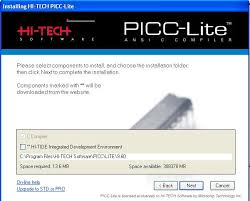 Installing HI-TECH PICC-Lite
HI-TECH
SOFTWARE
PICC-Lite™
ANSI C COMPILER
Please select components to install, and choose the installation folder,
then click Next to complete the installation.
Components marked with "*" will be
downloaded from the website.
Compiler
HI-TIDE Integrated Development Environment
C:\Program Files\HI-TECH Software\PICC\LITE\9.60
Space required: 13.6 MB
Space available: 388378 MB
On-line help
Upgrade to STD or PRO
Back
Next
Cancel
PICC-Lite is licensed exclusively to HI-TECH Software by Microchip Technology Inc.